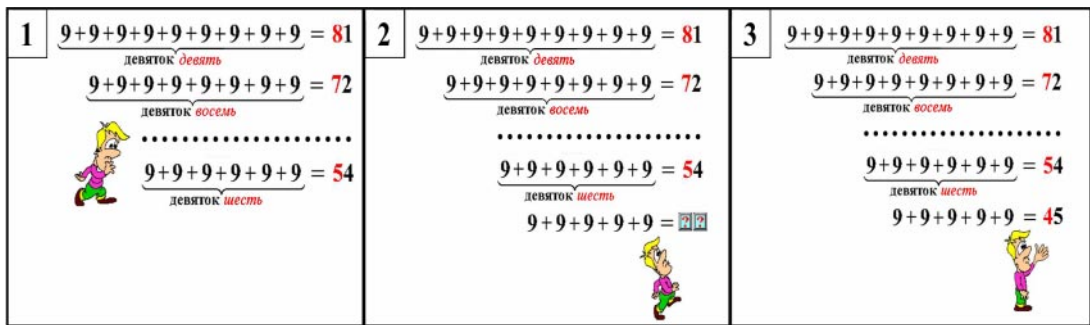 1
9+9+9+9+9+9+9+9+9 = 81
девяток девять
9+9+9+9+9+9+9+9 = 72
девяток восемь
......................
9+9+9+9+9+9 = 54
девяток шесть
2
9+9+9+9+9+9+9+9+9 = 81
девяток девять
9+9+9+9+9+9+9+9 = 72
девяток восемь
......................
9+9+9+9+9+9 = 54
девяток шесть
9+9+9+9+9 = ??
3
9+9+9+9+9+9+9+9+9 = 81
девяток девять
9+9+9+9+9+9+9+9 = 72
девяток восемь
......................
9+9+9+9+9+9 = 54
девяток шесть
9+9+9+9+9 = 45